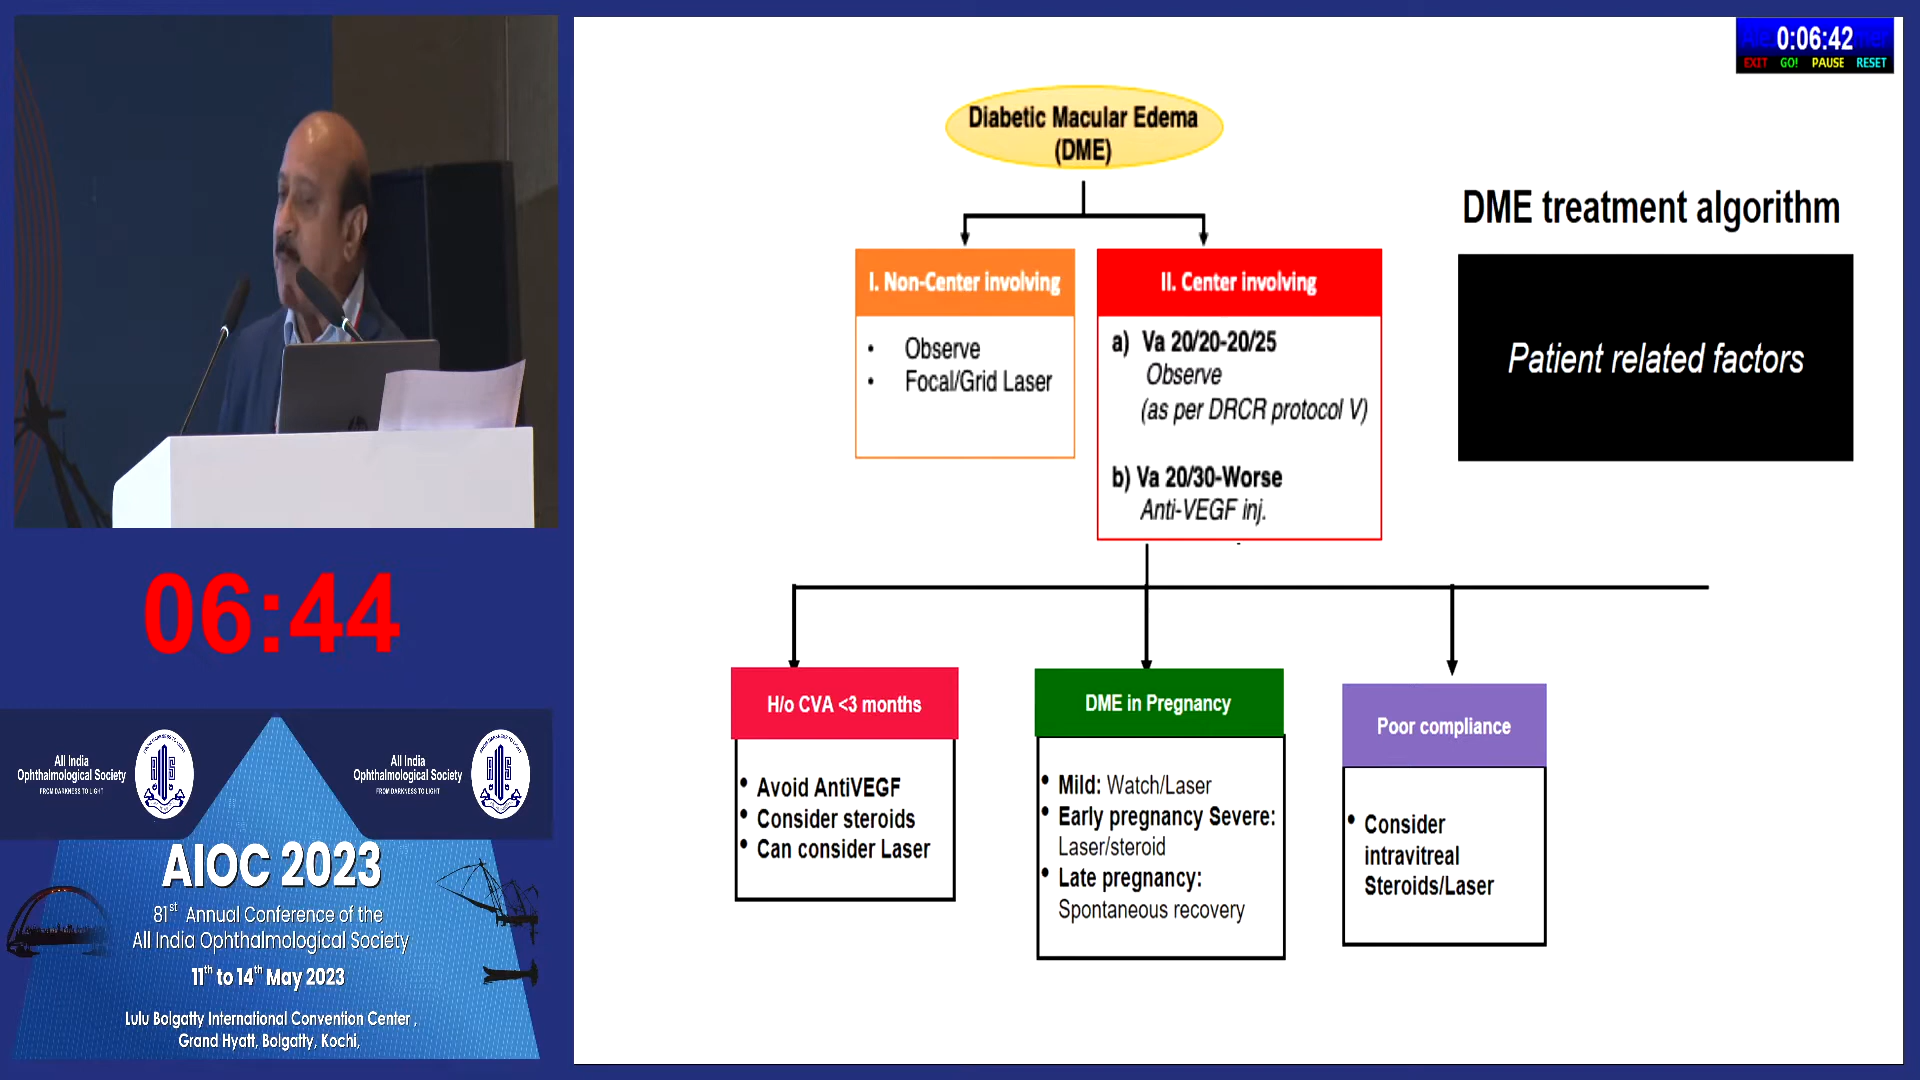 0:06:42
EXIT GO! PAUSE RESET
Diabetic Macular Edema
(DME)
DME treatment algorithm
I. Non-Center involving
• Observe
• Focal/Grid Laser
II. Center involving
a) Va 20/20-20/25
Observe
(as per DRCR protocol V)
b) Va 20/30-Worse
Anti-VEGF inj.
Patient related factors
H/o CVA <3 months
• Avoid AntiVEGF
• Consider steroids
• Can consider Laser
DME in Pregnancy
• Mild: Watch/Laser
• Early pregnancy Severe:
Laser/steroid
• Late pregnancy:
Spontaneous recovery
Poor compliance
• Consider
intravitreal
Steroids/Laser
06:44
All India
Ophthalmological Society
FROM DARKNESS TO LIGHT
All India
Ophthalmological Society
FROM DARKNESS TO LIGHT
AIOC 2023
81st Annual Conference of the
All India Ophthalmological Society
11th to 14th May 2023
Lulu Bolgatty International Convention Center ,
Grand Hyatt, Bolgatty, Kochi,